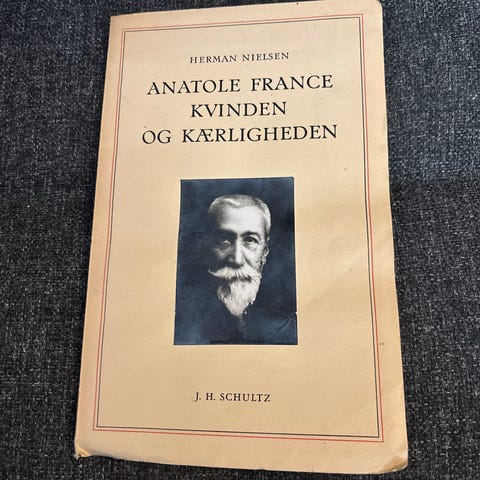 HERMAN NIELSEN
ANATOLE FRANCE
KVINDEN
OG KÆRLIGHEDEN
J. H. SCHULTZ